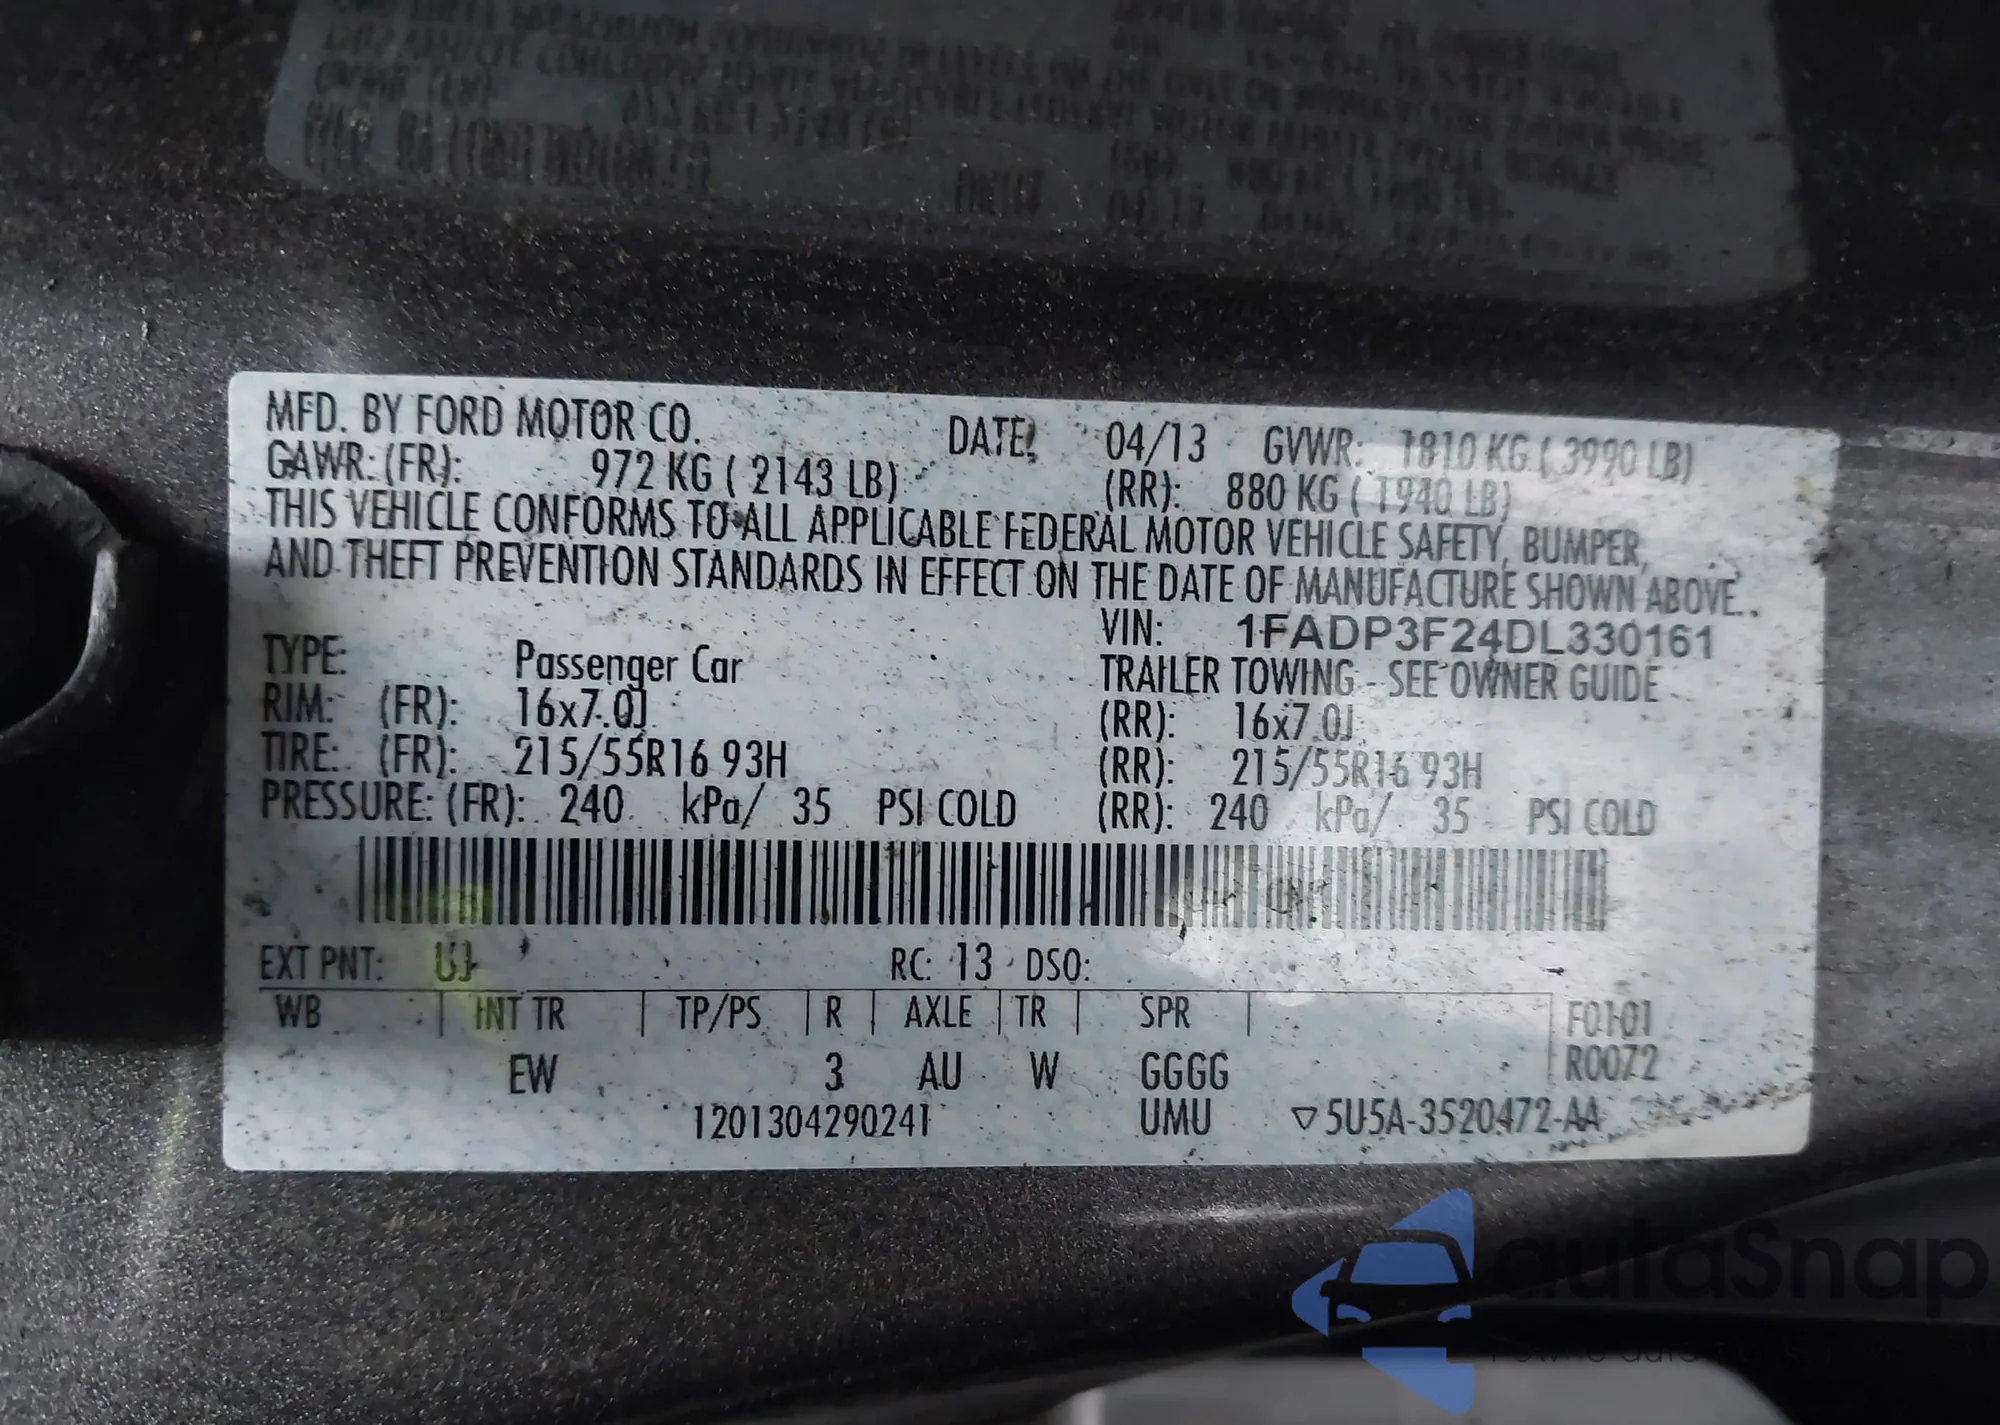 MFD. BY FORD MOTOR CO. DATE: 04/13 GVWR: 1810 KG ( 3990 LB)
GAWR: (FR): 972 KG ( 2143 LB) (RR): 880 KG ( 1940 LB)
THIS VEHICLE CONFORMS TO ALL APPLICABLE FEDERAL MOTOR VEHICLE SAFETY, BUMPER,
AND THEFT PREVENTION STANDARDS IN EFFECT ON THE DATE OF MANUFACTURE SHOWN ABOVE.
VIN: 1FADP3F24DL330161
TYPE: Passenger Car TRAILER TOWING - SEE OWNER GUIDE
RIM: (FR): 16x7.0J (RR): 16x7.0J
TIRE: (FR): 215/55R16 93H (RR): 215/55R16 93H
PRESSURE: (FR): 240 kPa/ 35 PSI COLD (RR): 240 kPa/ 35 PSI COLD
EXT PNT: UJ RC: 13 DSO:
WB | INT TR | TP/PS | R | AXLE | TR | SPR | F0101
R00Z2
EW 3 AU W GGGG
1201304290241 UMU ▽5U5A-3520472-AA
autoSnap